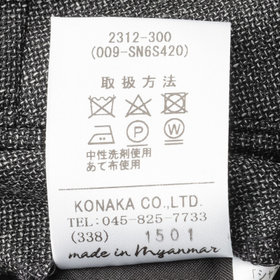 2312-300
(009-SN6S420)
取扱方法
P W
中性洗剤使用
あて布使用
KONAKA CO.,LTD.
TEL: 045-825-7733
(338) 1501
made in Myanmar